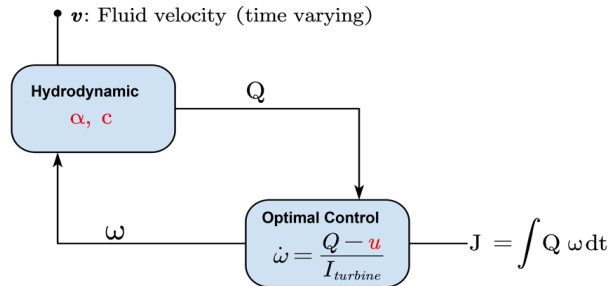 v: Fluid velocity (time varying)
Hydrodynamic
α, c
Q
ω
Optimal Control
ω̇ = (Q − u) / I_turbine
J = ∫ Q ω dt